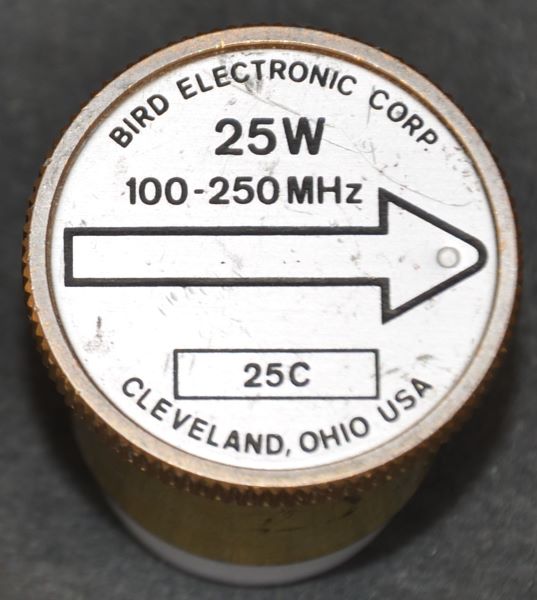 BIRD ELECTRONIC CORP.
25W
100-250 MHz
25C
CLEVELAND, OHIO USA